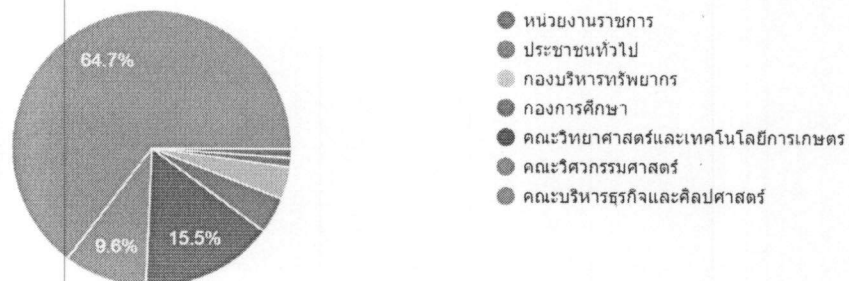 64.7%
9.6%
15.5%
หน่วยงานราชการ
ประชาชนทั่วไป
กองบริหารทรัพยากร
กองการศึกษา
คณะวิทยาศาสตร์และเทคโนโลยีการเกษตร
คณะวิศวกรรมศาสตร์
คณะบริหารธุรกิจและศิลปศาสตร์